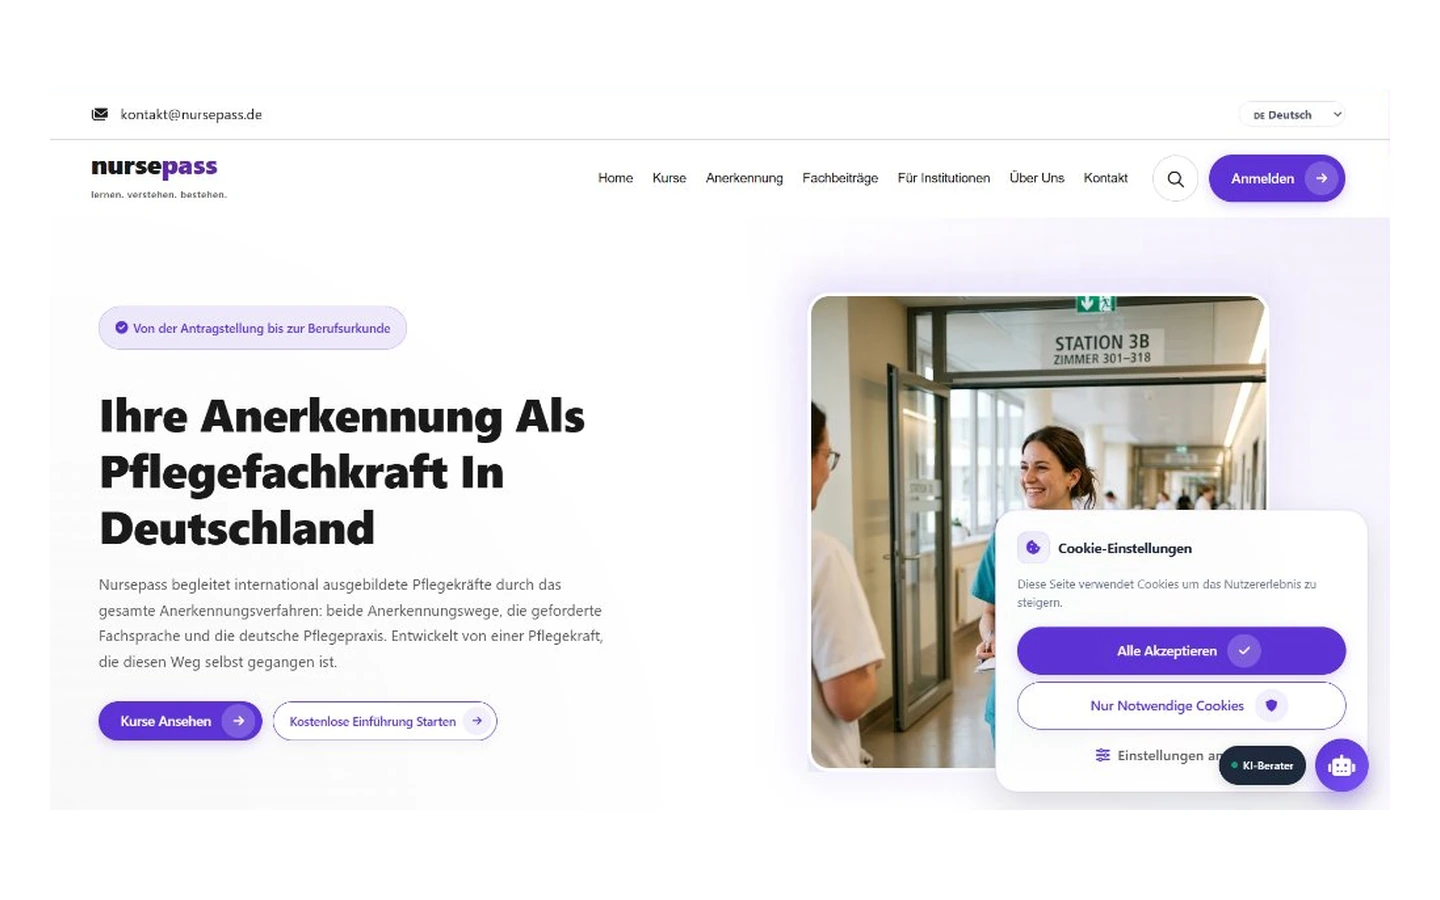 kontakt@nursepass.de
DE Deutsch
nursepass
lernen. verstehen. bestehen.
Home Kurse Anerkennung Fachbeiträge Für Institutionen Über Uns Kontakt
Anmelden
Von der Antragstellung bis zur Berufsurkunde
Ihre Anerkennung Als
Pflegefachkraft In
Deutschland
Nursepass begleitet international ausgebildete Pflegekräfte durch das
gesamte Anerkennungsverfahren: beide Anerkennungswege, die geforderte
Fachsprache und die deutsche Pflegepraxis. Entwickelt von einer Pflegekraft,
die diesen Weg selbst gegangen ist.
Kurse Ansehen
Kostenlose Einführung Starten
STATION 3B
ZIMMER 301–318
Cookie-Einstellungen
Diese Seite verwendet Cookies um das Nutzererlebnis zu
steigern.
Alle Akzeptieren
Nur Notwendige Cookies
Einstellungen
KI-Berater